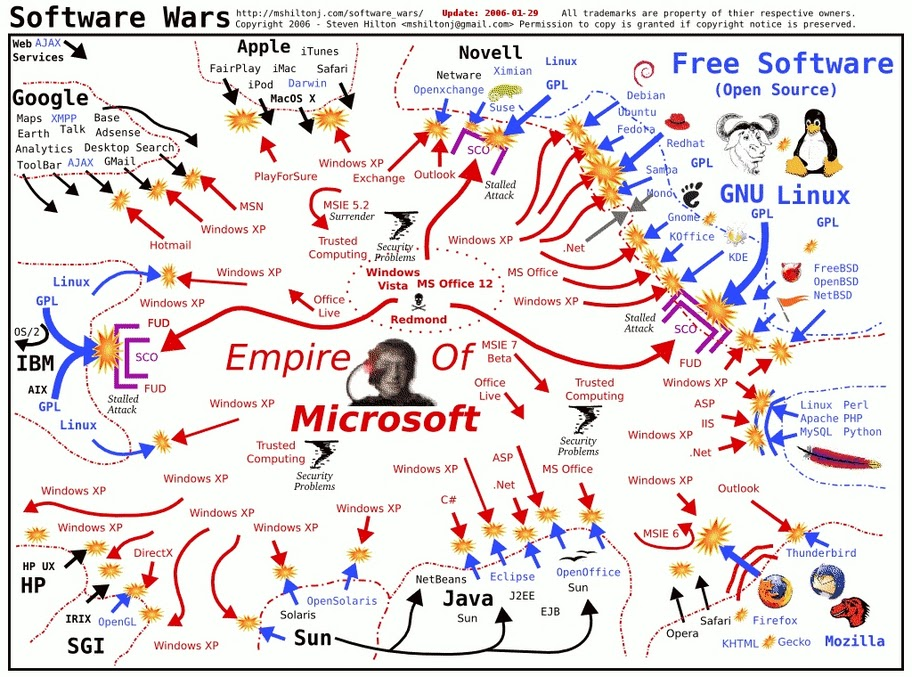 Software Wars
http://mshiltonj.com/software_wars/ Update: 2006-01-29 All trademarks are property of thier respective owners.
Copyright 2006 - Steven Hilton (mshiltonj@gmail.com) Permission to copy is granted if copyright notice is preserved.
Web AJAX
Services
Google
Maps XMPP Base
Earth Talk Adsense
Analytics Desktop Search
ToolBar AJAX GMail
MSN
Windows XP
Hotmail
Apple iTunes
FairPlay iMac Safari
iPod Darwin
MacOS X
PlayForSure
Windows XP
Novell
Netware Ximian
Openxchange Suse
Linux
GPL
SCO
Stalled
Attack
Exchange Outlook
MSIE 5.2
Surrender
Trusted
Computing
Security
Problems
Free Software
(Open Source)
Debian
Ubuntu
Fedora
Redhat
Samba
GPL
Mono
GNU Linux
GPL
GPL
Gnome
KOffice
KDE
FreeBSD
OpenBSD
NetBSD
Windows XP
.Net
MS Office
Windows XP
Stalled
Attack
SCO
FUD
Windows XP
Windows
Vista MS Office 12
Redmond
Office
Live
Empire Of
Microsoft
MSIE 7
Beta
Office
Live
Trusted
Computing
Security
Problems
Linux
GPL
OS/2
IBM
AIX
GPL
Linux
Windows XP
Windows XP
FUD
SCO
FUD
Stalled
Attack
Windows XP
Trusted
Computing
Security
Problems
ASP
IIS
Windows XP
.Net
Linux Perl
Apache PHP
MySQL Python
Windows XP
Windows XP
Windows XP
Windows XP
Windows XP
Windows XP
DirectX
HP UX
HP
IRIX OpenGL
SGI
Windows XP
Solaris
OpenSolaris
Sun
Windows XP
ASP
MS Office
.Net
C#
NetBeans
Eclipse
OpenOffice
Java
Sun
J2EE
EJB
Sun
Windows XP
Outlook
MSIE 6
Thunderbird
Opera
Safari
Firefox
KHTML Gecko
Mozilla